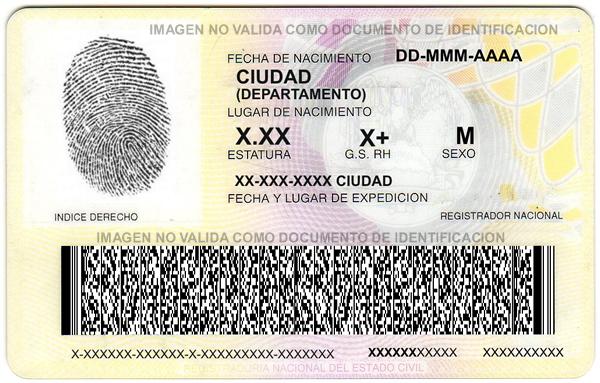 IMAGEN NO VALIDA COMO DOCUMENTO DE IDENTIFICACION
FECHA DE NACIMIENTO DD-MMM-AAAA
CIUDAD
(DEPARTAMENTO)
LUGAR DE NACIMIENTO
X.XX X+ M
ESTATURA G.S. RH SEXO
XX-XXX-XXXX CIUDAD
FECHA Y LUGAR DE EXPEDICION
INDICE DERECHO REGISTRADOR NACIONAL
IMAGEN NO VALIDA COMO DOCUMENTO DE IDENTIFICACION
X-XXXXXX-XXXXXX-X-XXXXXXXXX-XXXXXXX XXXXXXXXXXX XXXXXXXXXX
REGISTRADURIA NACIONAL DEL ESTADO CIVIL